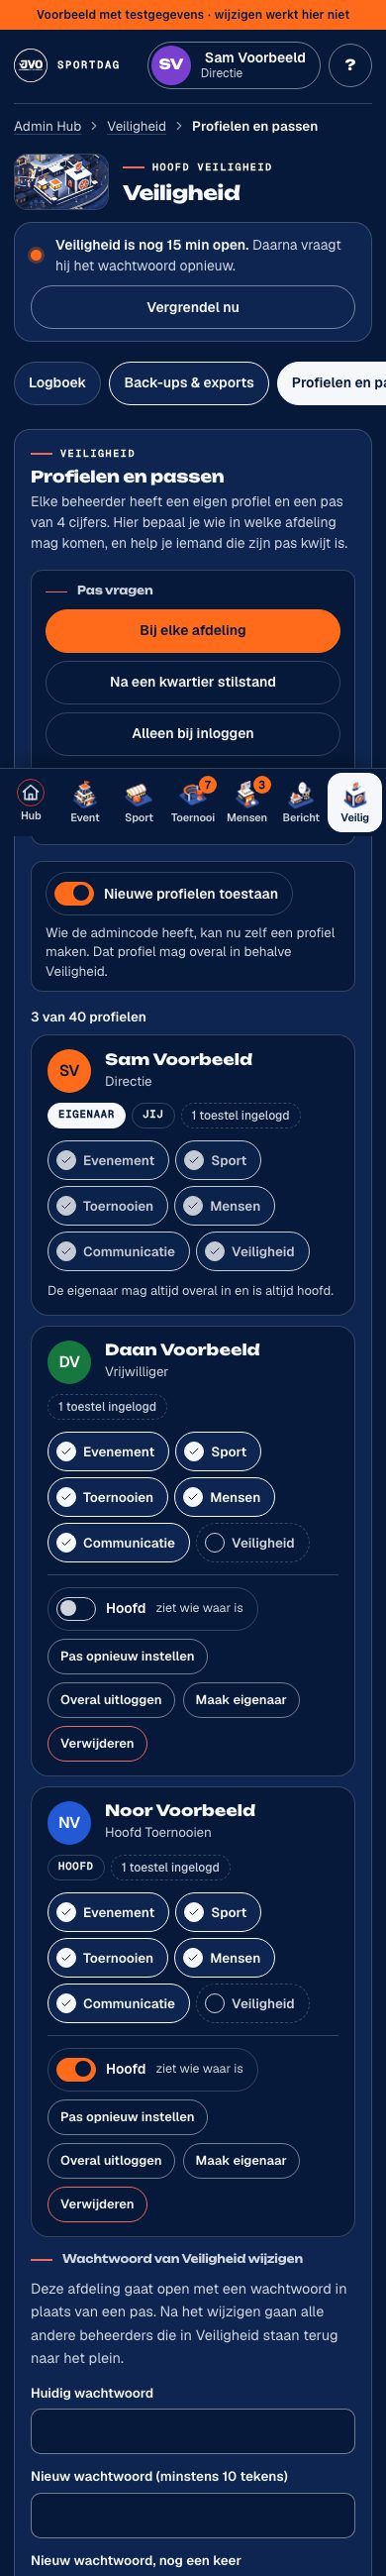 Voorbeeld met testgegevens · wijzigen werkt hier niet
JVO SPORTDAG
SV Sam Voorbeeld
Directie
?
Admin Hub > Veiligheid > Profielen en passen
HOOFD VEILIGHEID
Veiligheid
Veiligheid is nog 15 min open. Daarna vraagt
hij het wachtwoord opnieuw.
Vergrendel nu
Logboek Back-ups & exports Profielen en pa
VEILIGHEID
Profielen en passen
Elke beheerder heeft een eigen profiel en een pas
van 4 cijfers. Hier bepaal je wie in welke afdeling
mag komen, en help je iemand die zijn pas kwijt is.
Pas vragen
Bij elke afdeling
Na een kwartier stilstand
Alleen bij inloggen
7 3
Hub Event Sport Toernooi Mensen Bericht Veilig
Nieuwe profielen toestaan
Wie de admincode heeft, kan nu zelf een profiel
maken. Dat profiel mag overal in behalve
Veiligheid.
3 van 40 profielen
SV Sam Voorbeeld
Directie
EIGENAAR JIJ 1 toestel ingelogd
Evenement Sport
Toernooien Mensen
Communicatie Veiligheid
De eigenaar mag altijd overal in en is altijd hoofd.
DV Daan Voorbeeld
Vrijwilliger
1 toestel ingelogd
Evenement Sport
Toernooien Mensen
Communicatie Veiligheid
Hoofd ziet wie waar is
Pas opnieuw instellen
Overal uitloggen Maak eigenaar
Verwijderen
NV Noor Voorbeeld
Hoofd Toernooien
HOOFD 1 toestel ingelogd
Evenement Sport
Toernooien Mensen
Communicatie Veiligheid
Hoofd ziet wie waar is
Pas opnieuw instellen
Overal uitloggen Maak eigenaar
Verwijderen
Wachtwoord van Veiligheid wijzigen
Deze afdeling gaat open met een wachtwoord in
plaats van een pas. Na het wijzigen gaan alle
andere beheerders die in Veiligheid staan terug
naar het plein.
Huidig wachtwoord
Nieuw wachtwoord (minstens 10 tekens)
Nieuw wachtwoord, nog een keer